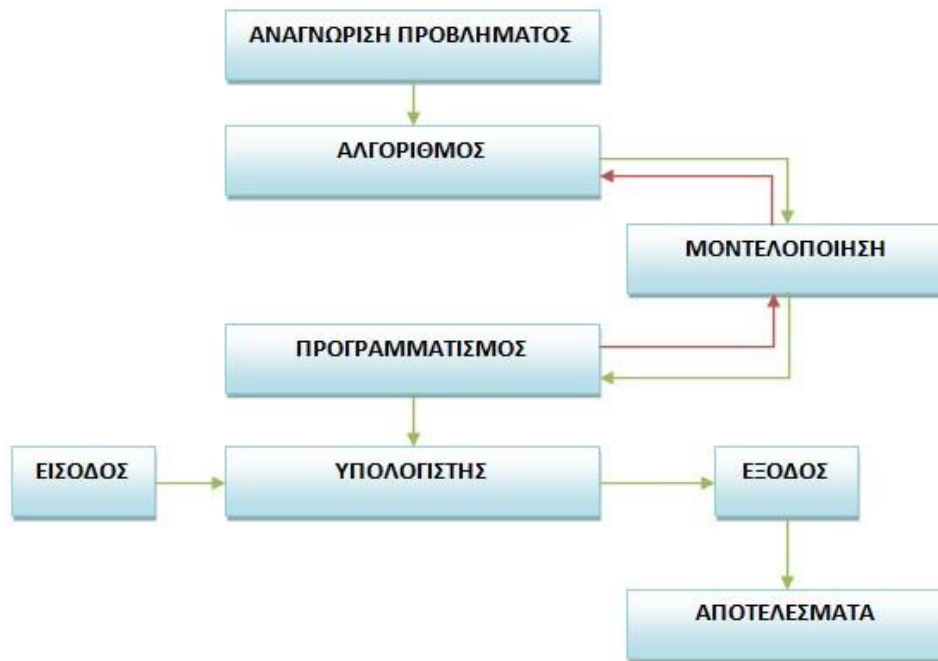 ΑΝΑΓΝΩΡΙΣΗ ΠΡΟΒΛΗΜΑΤΟΣ
ΑΛΓΟΡΙΘΜΟΣ
ΜΟΝΤΕΛΟΠΟΙΗΣΗ
ΠΡΟΓΡΑΜΜΑΤΙΣΜΟΣ
ΕΙΣΟΔΟΣ
ΥΠΟΛΟΓΙΣΤΗΣ
ΕΞΟΔΟΣ
ΑΠΟΤΕΛΕΣΜΑΤΑ